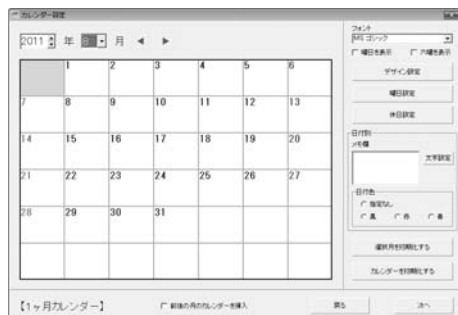 カレンダー設定
2011 年 8 月 ◀ ▶
1 2 3 4 5 6
7 8 9 10 11 12 13
14 15 16 17 18 19 20
21 22 23 24 25 26 27
28 29 30 31
フォント
MS ゴシック
曜日を表示 六曜を表示
デザイン設定
曜日設定
休日設定
日付別
メモ欄
文字設定
日付色
指定なし
黒 赤 青
選択月を初期化する
カレンダーを初期化する
【1ヶ月カレンダー】 前後の月のカレンダーを挿入 戻る 次へ